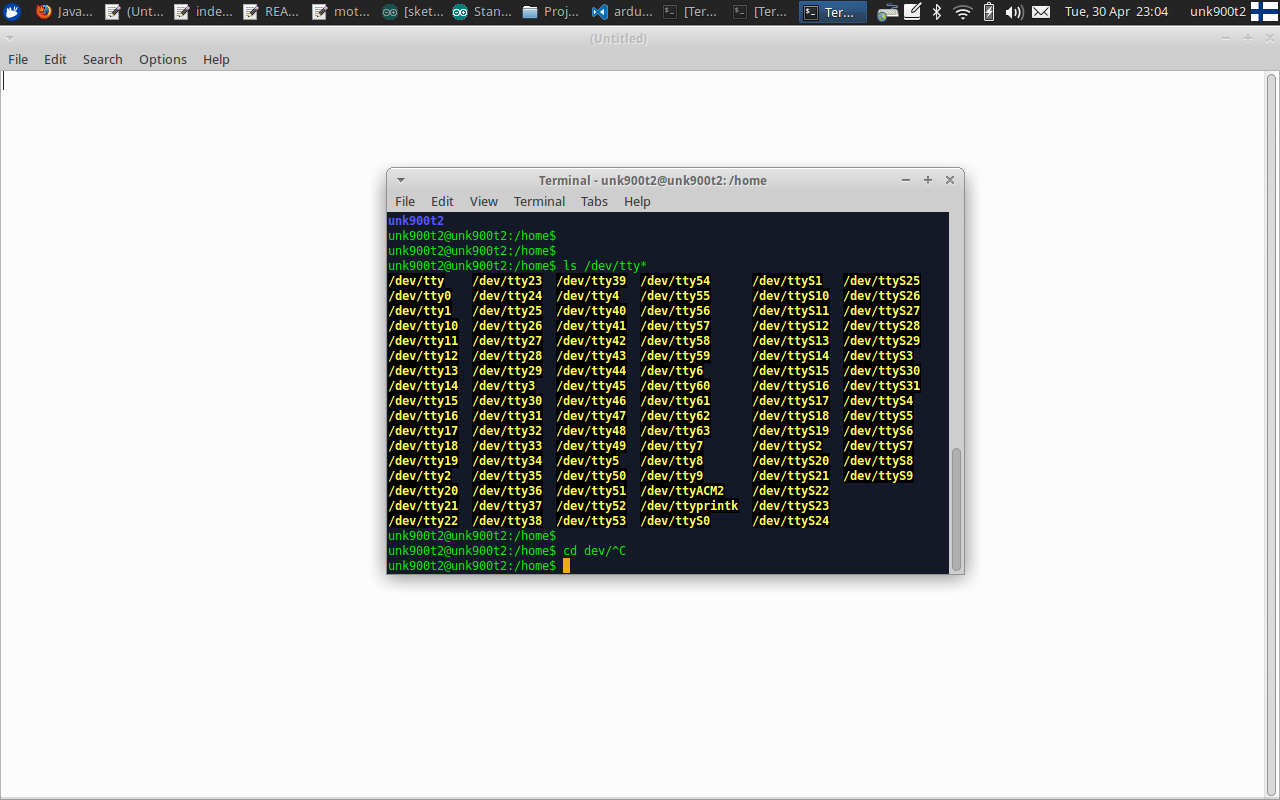 Java... (Unt... inde... REA... mot... [sket... Stan... Proj... ardu... [Ter... [Ter... Ter... Tue, 30 Apr 23:04 unk900t2
(Untitled)
File Edit Search Options Help
Terminal - unk900t2@unk900t2: /home
File Edit View Terminal Tabs Help
unk900t2
unk900t2@unk900t2:/home$
unk900t2@unk900t2:/home$
unk900t2@unk900t2:/home$ ls /dev/tty*
/dev/tty /dev/tty23 /dev/tty39 /dev/tty54 /dev/ttyS1 /dev/ttyS25
/dev/tty0 /dev/tty24 /dev/tty4 /dev/tty55 /dev/ttyS10 /dev/ttyS26
/dev/tty1 /dev/tty25 /dev/tty40 /dev/tty56 /dev/ttyS11 /dev/ttyS27
/dev/tty10 /dev/tty26 /dev/tty41 /dev/tty57 /dev/ttyS12 /dev/ttyS28
/dev/tty11 /dev/tty27 /dev/tty42 /dev/tty58 /dev/ttyS13 /dev/ttyS29
/dev/tty12 /dev/tty28 /dev/tty43 /dev/tty59 /dev/ttyS14 /dev/ttyS3
/dev/tty13 /dev/tty29 /dev/tty44 /dev/tty6 /dev/ttyS15 /dev/ttyS30
/dev/tty14 /dev/tty3 /dev/tty45 /dev/tty60 /dev/ttyS16 /dev/ttyS31
/dev/tty15 /dev/tty30 /dev/tty46 /dev/tty61 /dev/ttyS17 /dev/ttyS4
/dev/tty16 /dev/tty31 /dev/tty47 /dev/tty62 /dev/ttyS18 /dev/ttyS5
/dev/tty17 /dev/tty32 /dev/tty48 /dev/tty63 /dev/ttyS19 /dev/ttyS6
/dev/tty18 /dev/tty33 /dev/tty49 /dev/tty7 /dev/ttyS2 /dev/ttyS7
/dev/tty19 /dev/tty34 /dev/tty5 /dev/tty8 /dev/ttyS20 /dev/ttyS8
/dev/tty2 /dev/tty35 /dev/tty50 /dev/tty9 /dev/ttyS21 /dev/ttyS9
/dev/tty20 /dev/tty36 /dev/tty51 /dev/ttyACM2 /dev/ttyS22
/dev/tty21 /dev/tty37 /dev/tty52 /dev/ttyprintk /dev/ttyS23
/dev/tty22 /dev/tty38 /dev/tty53 /dev/ttyS0 /dev/ttyS24
unk900t2@unk900t2:/home$
unk900t2@unk900t2:/home$ cd dev/^C
unk900t2@unk900t2:/home$